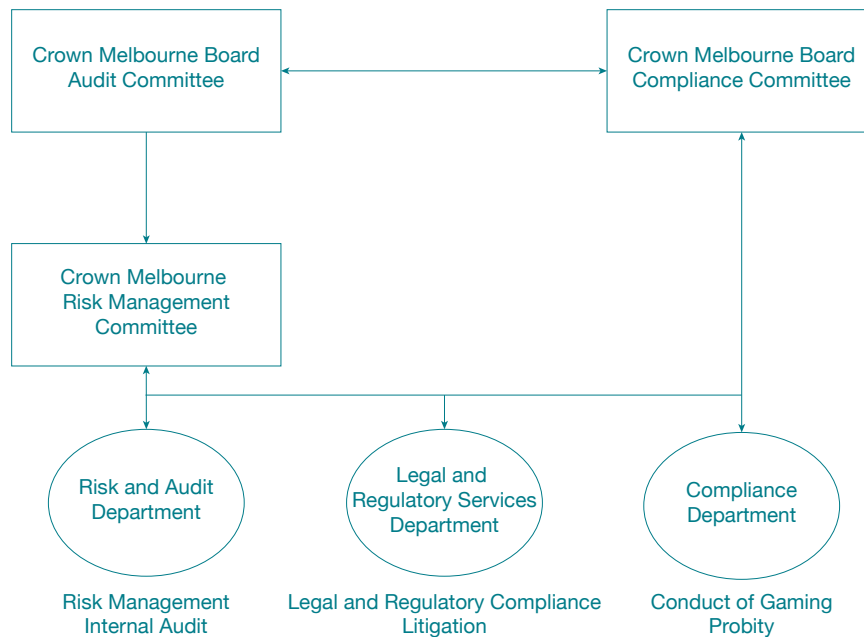 Crown Melbourne Board
Audit Committee
Crown Melbourne Board
Compliance Committee
Crown Melbourne
Risk Management
Committee
Risk and Audit
Department
Legal and
Regulatory Services
Department
Compliance
Department
Risk Management
Internal Audit
Legal and Regulatory Compliance
Litigation
Conduct of Gaming
Probity